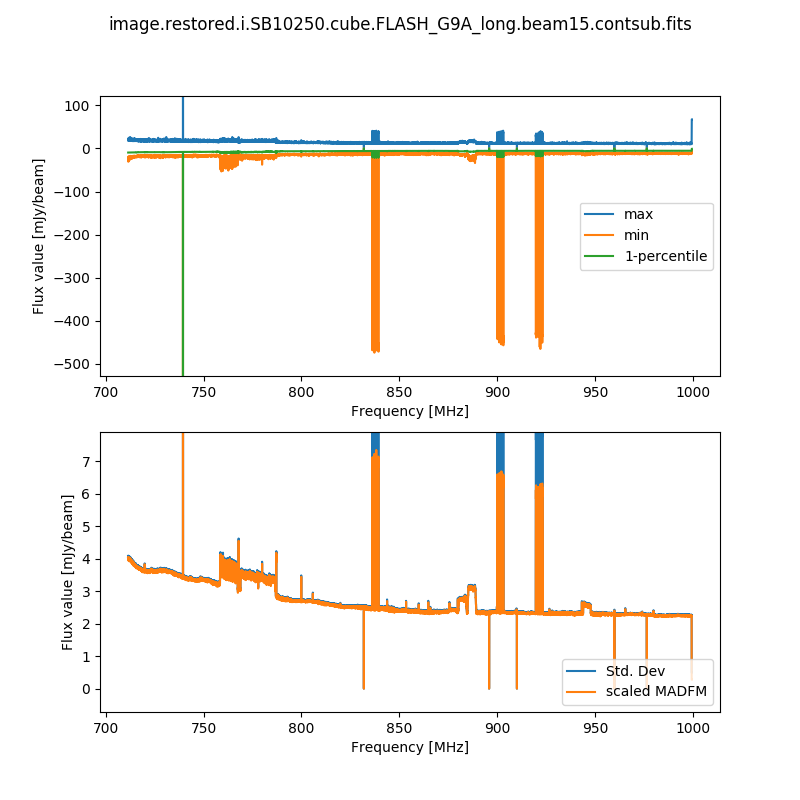 image.restored.i.SB10250.cube.FLASH_G9A_long.beam15.contsub.fits
100
0
−100
−200
−300
−400
−500
Flux value [mJy/beam]
max
min
1-percentile
700 750 800 850 900 950 1000
Frequency [MHz]
7
6
5
4
3
2
1
0
Flux value [mJy/beam]
Std. Dev
scaled MADFM
700 750 800 850 900 950 1000
Frequency [MHz]